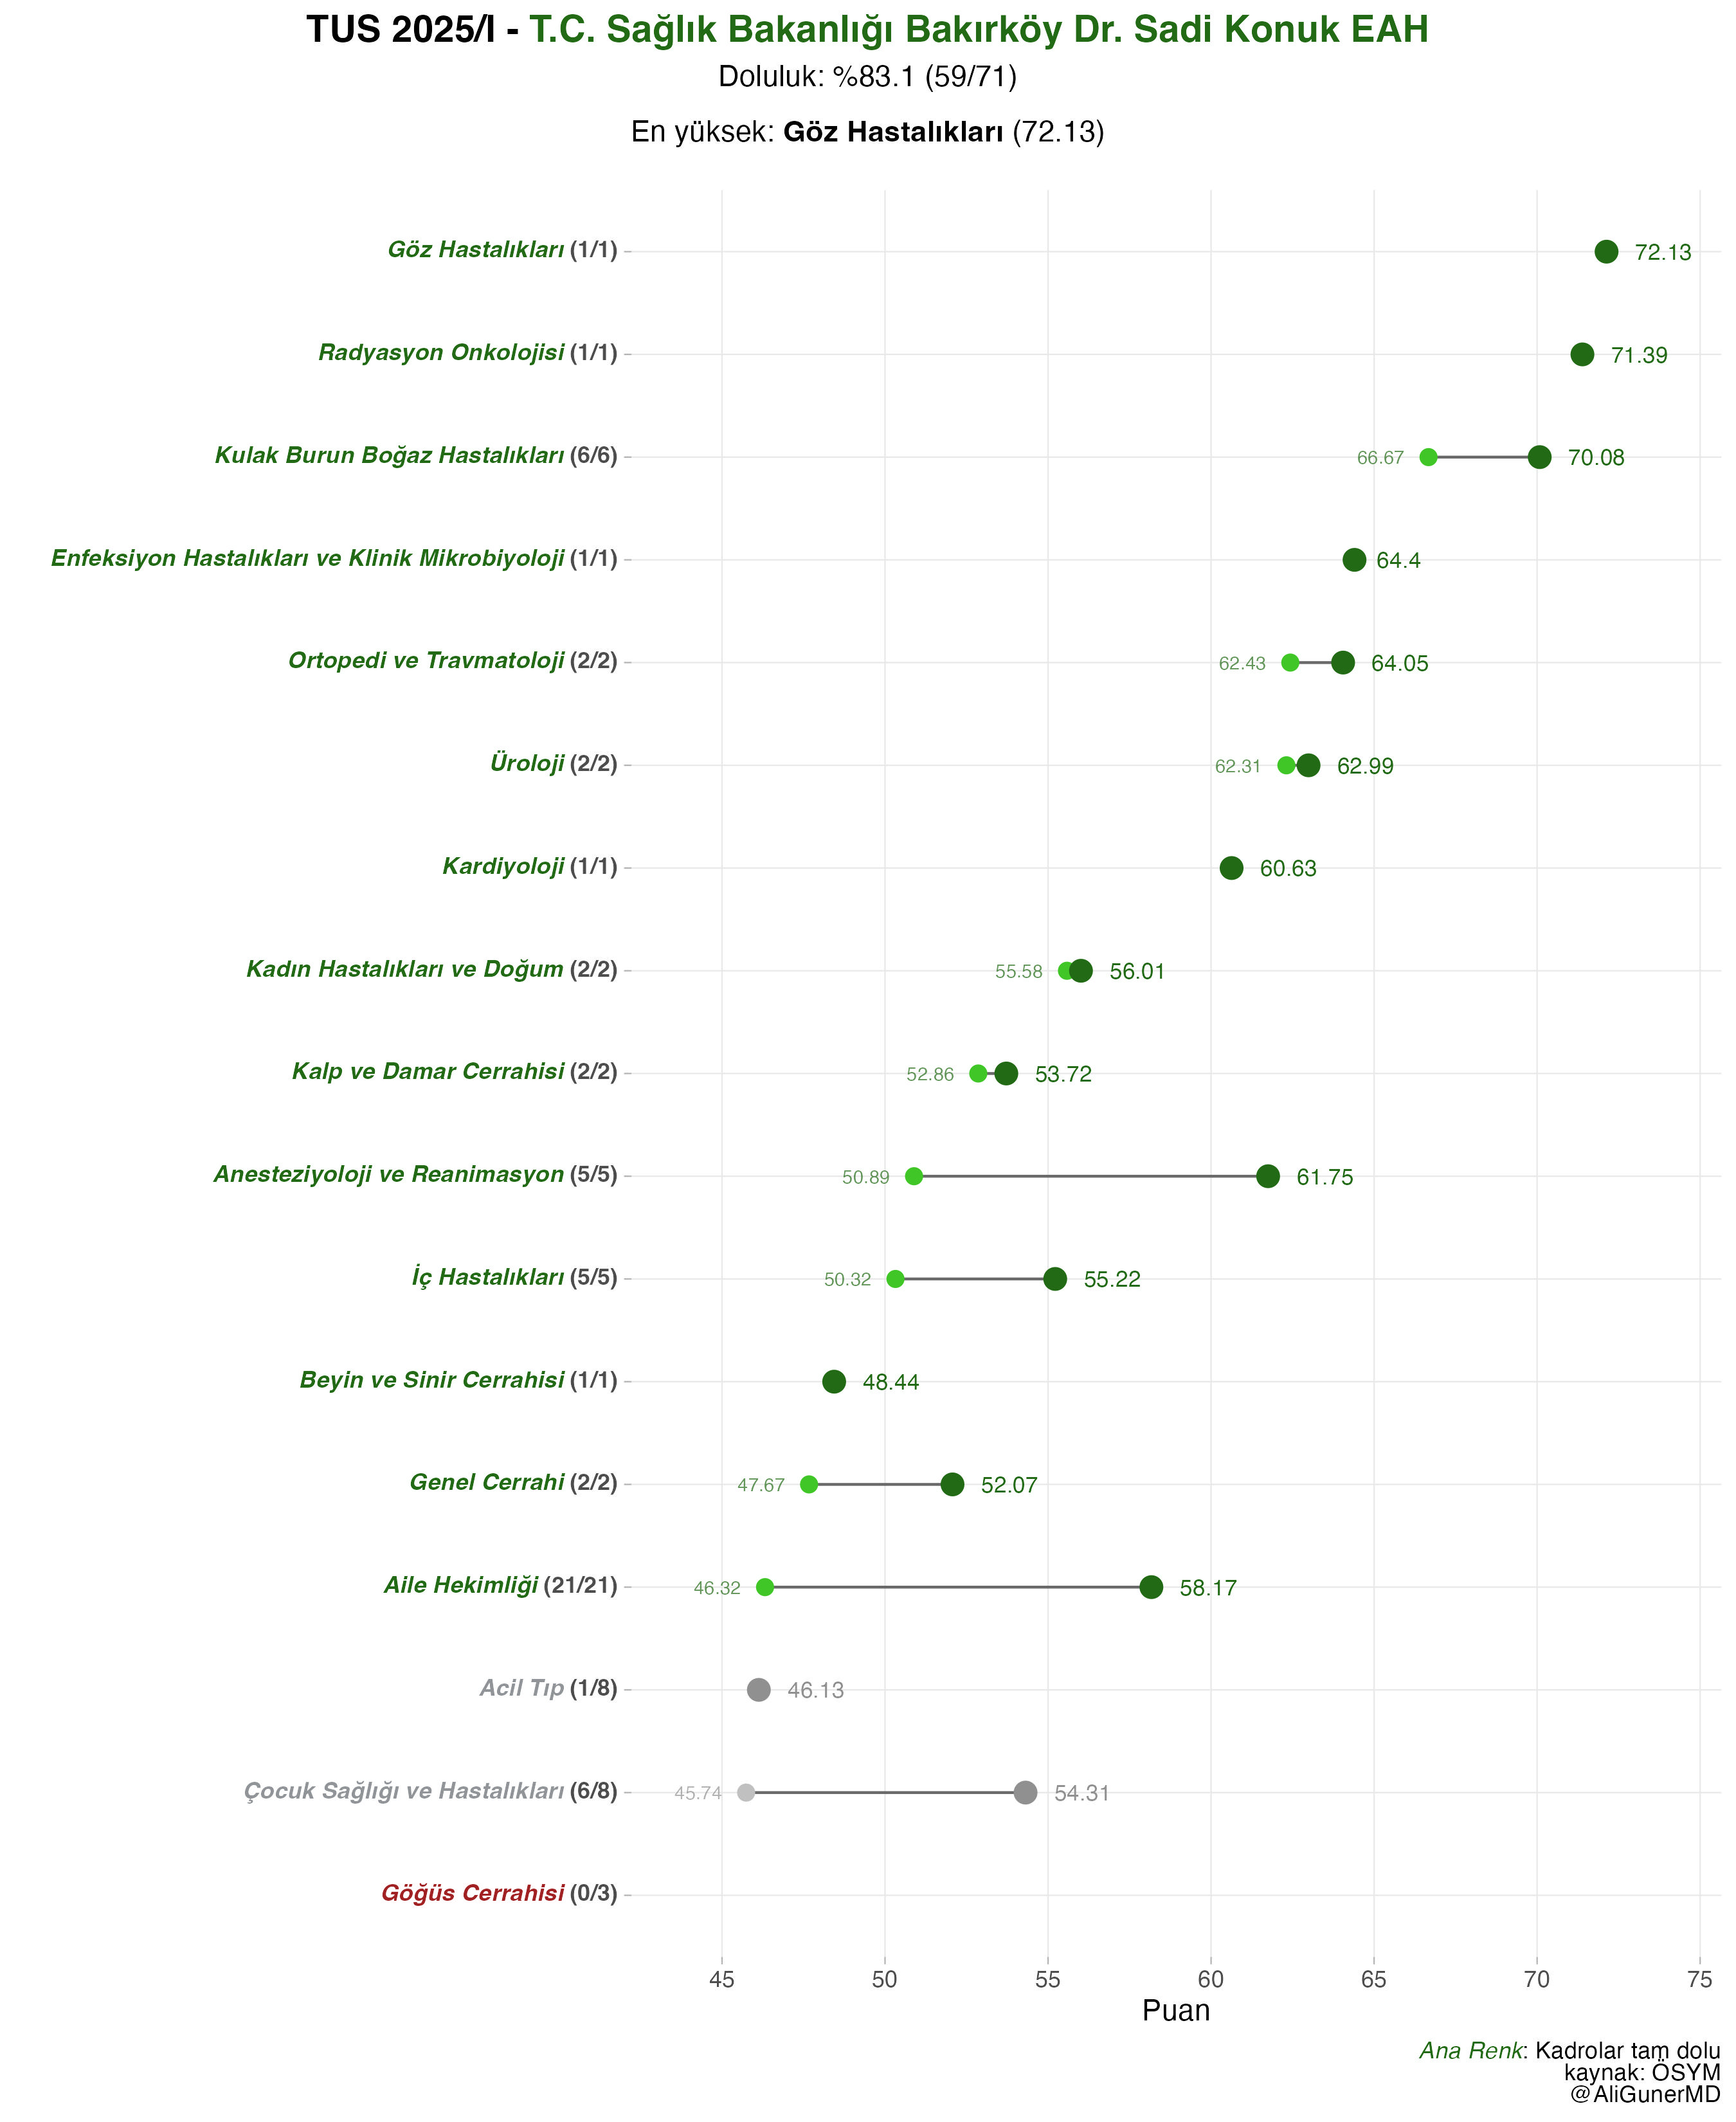 TUS 2025/I - T.C. Sağlık Bakanlığı Bakırköy Dr. Sadi Konuk EAH
Doluluk: %83.1 (59/71)
En yüksek: Göz Hastalıkları (72.13)
Göz Hastalıkları (1/1) 72.13
Radyasyon Onkolojisi (1/1) 71.39
Kulak Burun Boğaz Hastalıkları (6/6) 66.67 70.08
Enfeksiyon Hastalıkları ve Klinik Mikrobiyoloji (1/1) 64.4
Ortopedi ve Travmatoloji (2/2) 62.43 64.05
Üroloji (2/2) 62.31 62.99
Kardiyoloji (1/1) 60.63
Kadın Hastalıkları ve Doğum (2/2) 55.58 56.01
Kalp ve Damar Cerrahisi (2/2) 52.86 53.72
Anesteziyoloji ve Reanimasyon (5/5) 50.89 61.75
İç Hastalıkları (5/5) 50.32 55.22
Beyin ve Sinir Cerrahisi (1/1) 48.44
Genel Cerrahi (2/2) 47.67 52.07
Aile Hekimliği (21/21) 46.32 58.17
Acil Tıp (1/8) 46.13
Çocuk Sağlığı ve Hastalıkları (6/8) 45.74 54.31
Göğüs Cerrahisi (0/3)
45 50 55 60 65 70 75
Puan
Ana Renk: Kadrolar tam dolu
kaynak: ÖSYM
@AliGunerMD